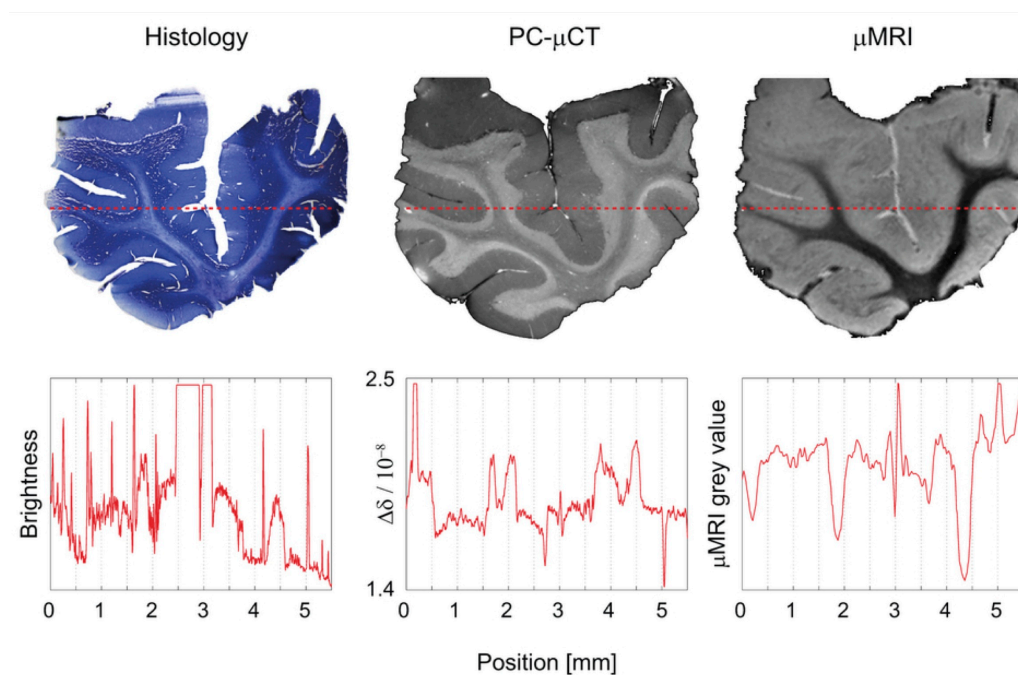 Histology PC-μCT μMRI
Brightness
0 1 2 3 4 5
2.5
Δδ / 10⁻⁸
1.4
0 1 2 3 4 5
μMRI grey value
0 1 2 3 4 5
Position [mm]